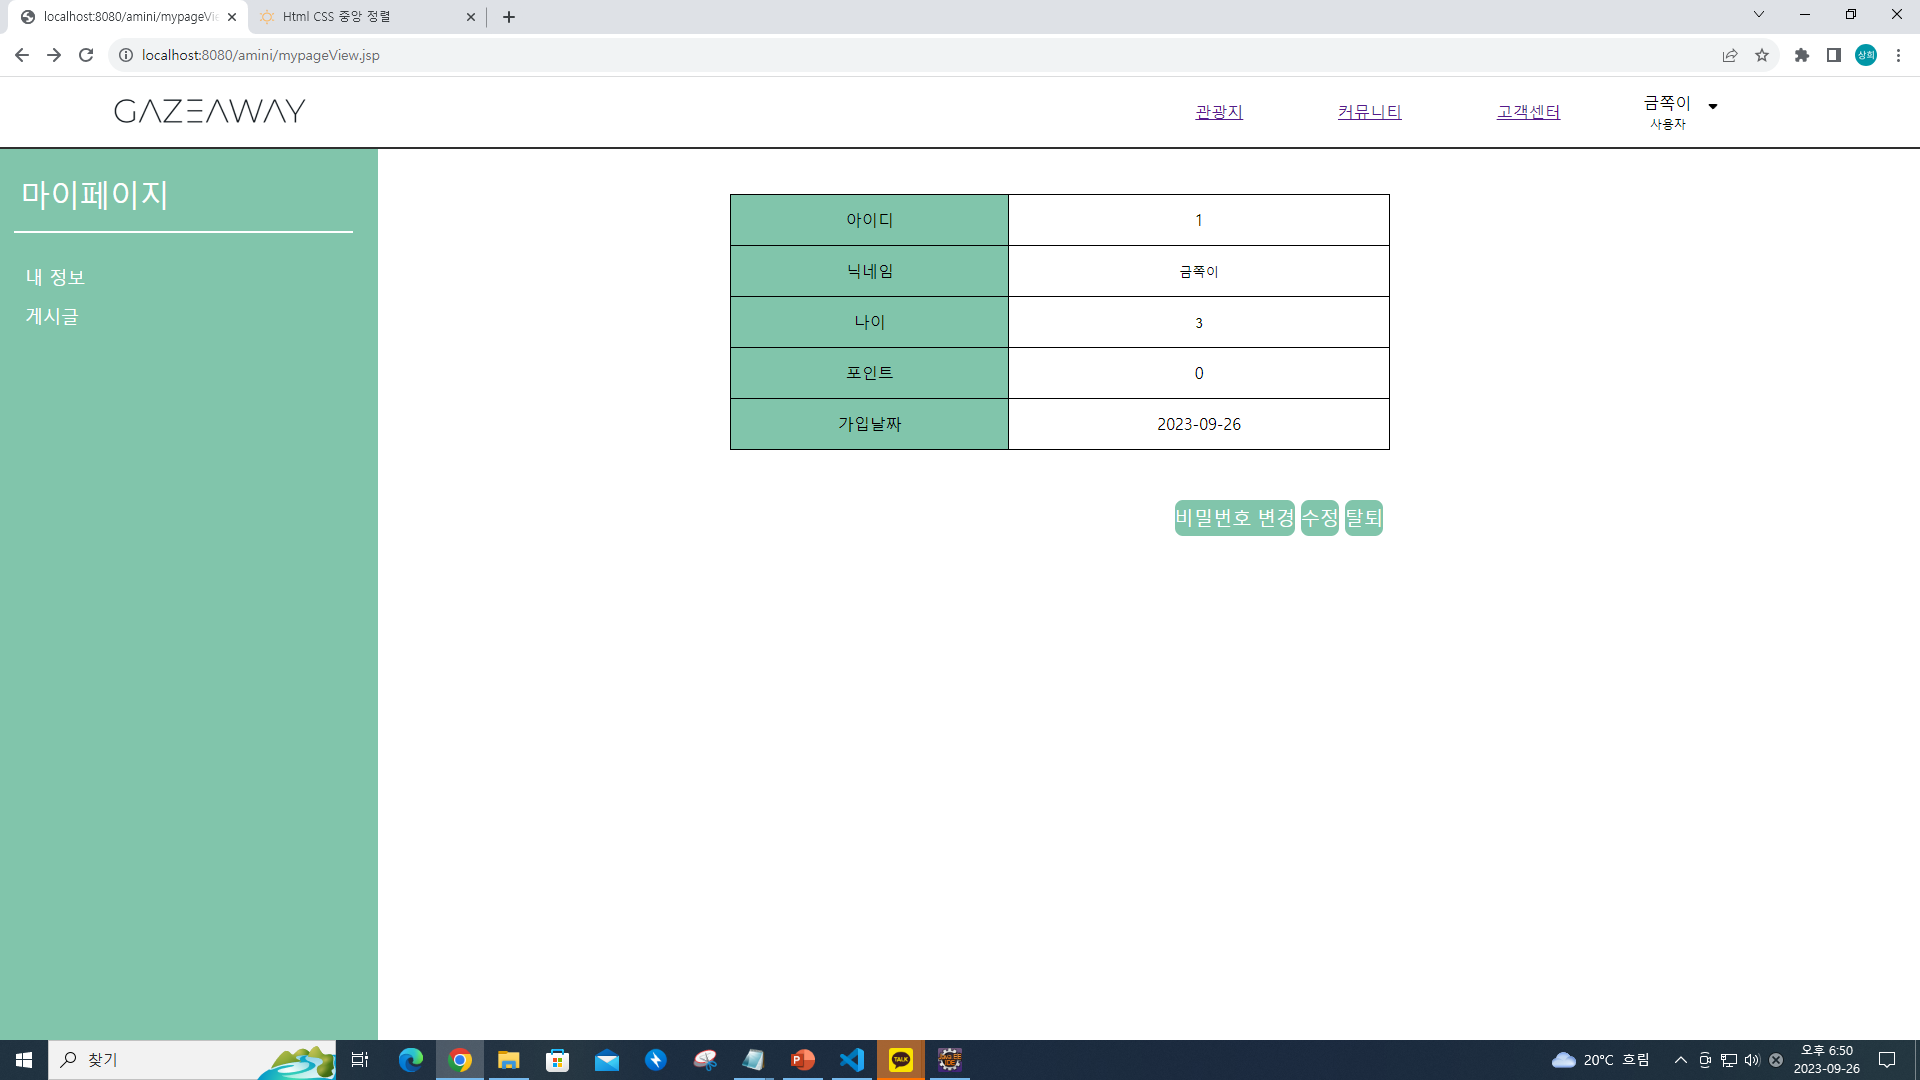 localhost:8080/amini/mypageVie
Html CSS 중앙 정렬
localhost:8080/amini/mypageView.jsp
상희
GAZEAWAY
관광지
커뮤니티
고객센터
금쪽이
사용자
마이페이지
내 정보
게시글
아이디 1
닉네임 금쪽이
나이 3
포인트 0
가입날짜 2023-09-26
비밀번호 변경 수정 탈퇴
찾기
TALK
20°C 흐림
오후 6:50
2023-09-26